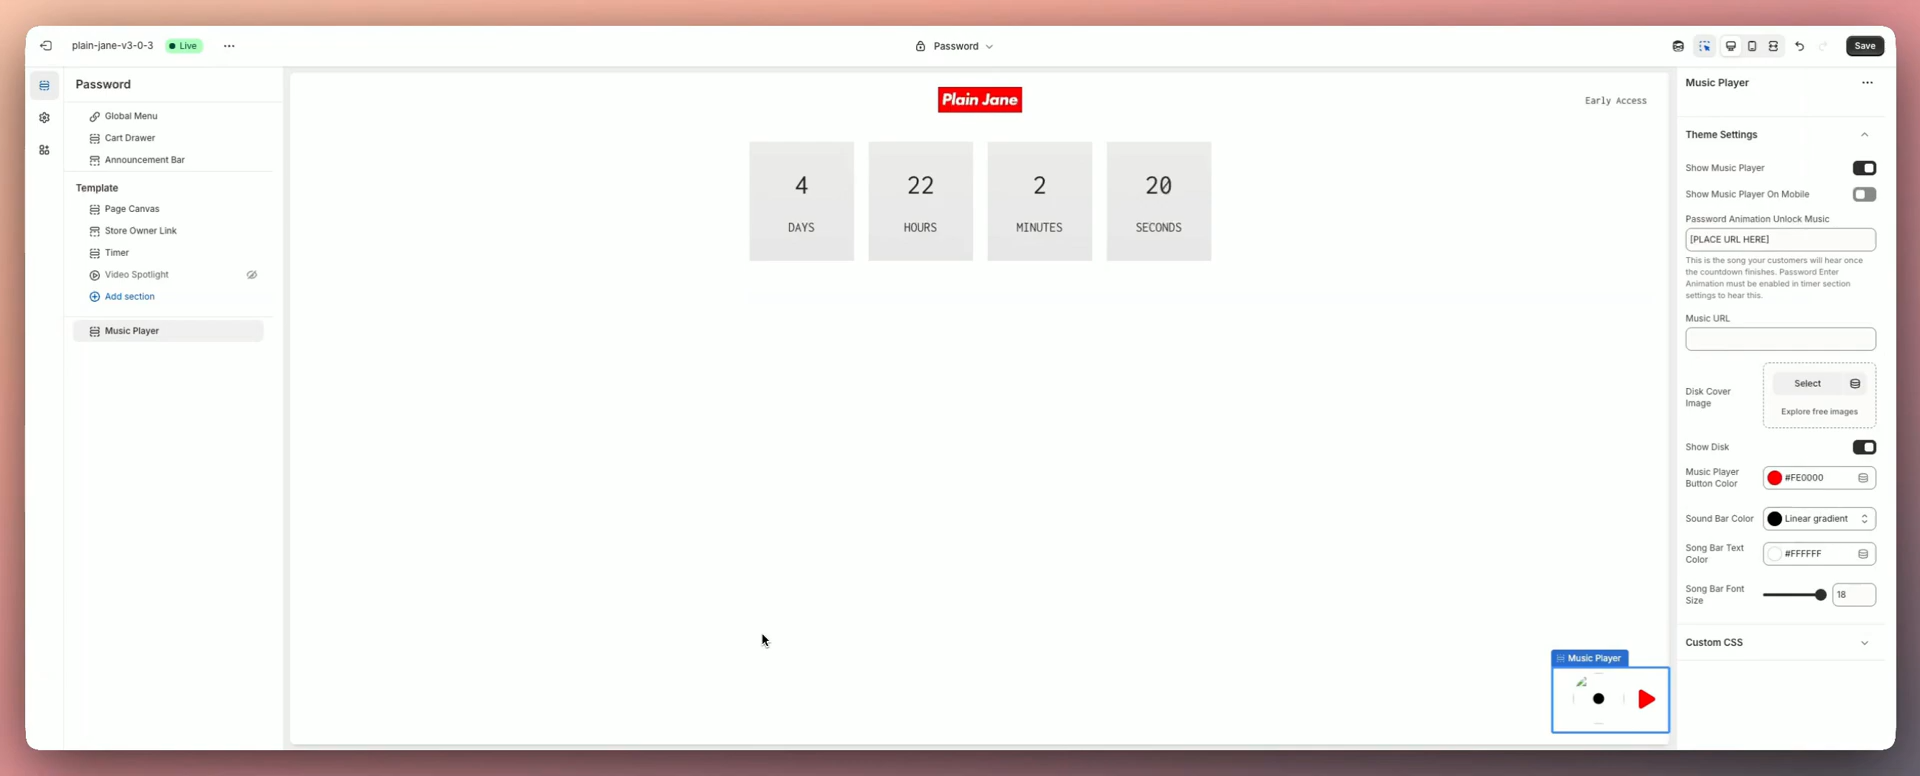 plain-jane-v3-0-3
Live
Password
Save
Password
Global Menu
Cart Drawer
Announcement Bar
Template
Page Canvas
Store Owner Link
Timer
Video Spotlight
Add section
Music Player
Plain Jane
Early Access
4
22
2
20
DAYS
HOURS
MINUTES
SECONDS
Music Player
Music Player
Theme Settings
Show Music Player
Show Music Player On Mobile
Password Animation Unlock Music
[PLACE URL HERE]
This is the song your customers will hear once
the countdown finishes. Password Enter
Animation must be enabled in timer section
settings to hear this.
Music URL
Disk Cover
Image
Select
Explore free images
Show Disk
Music Player
Button Color
#FE0000
Sound Bar Color
Linear gradient
Song Bar Text
Color
#FFFFFF
Song Bar Font
Size
18
Custom CSS